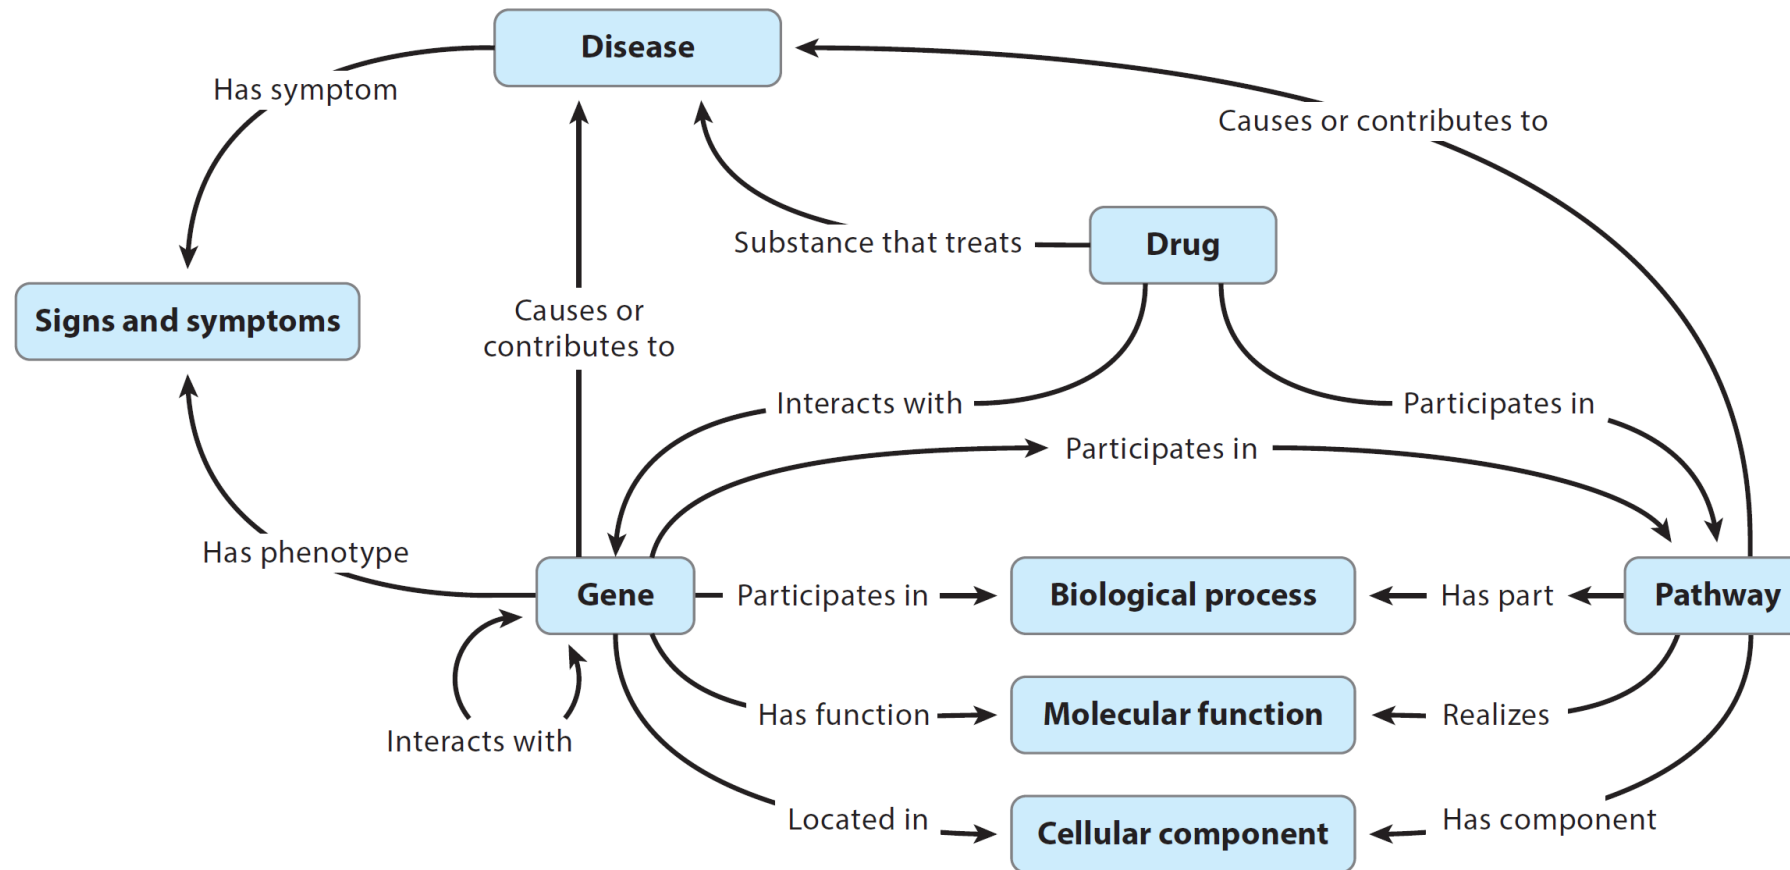 Disease
Has symptom
Causes or contributes to
Substance that treats
Drug
Signs and symptoms
Causes or
contributes to
Interacts with
Participates in
Participates in
Has phenotype
Gene
Participates in
Biological process
Has part
Pathway
Has function
Molecular function
Realizes
Interacts with
Located in
Cellular component
Has component